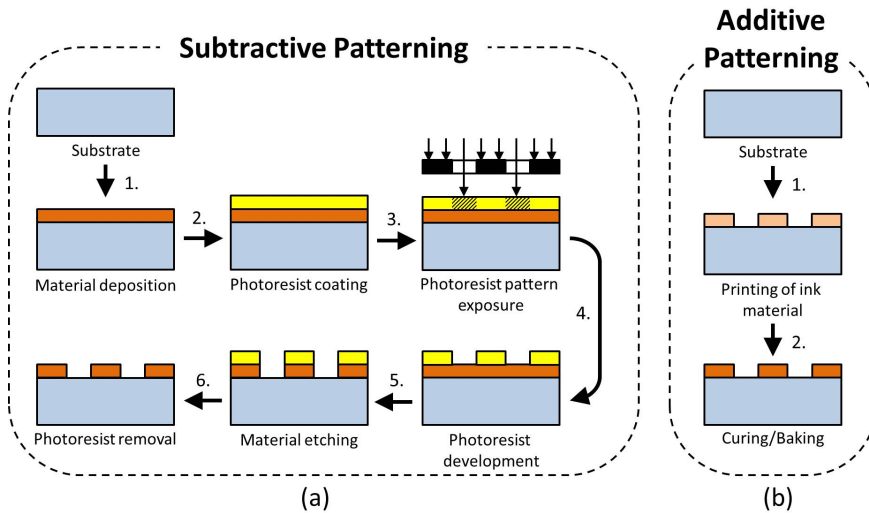 Subtractive Patterning
Substrate
1.
Material deposition
2.
Photoresist coating
3.
Photoresist pattern
exposure
4.
Photoresist
development
5.
Material etching
6.
Photoresist removal
(a)
Additive
Patterning
Substrate
1.
Printing of ink
material
2.
Curing/Baking
(b)